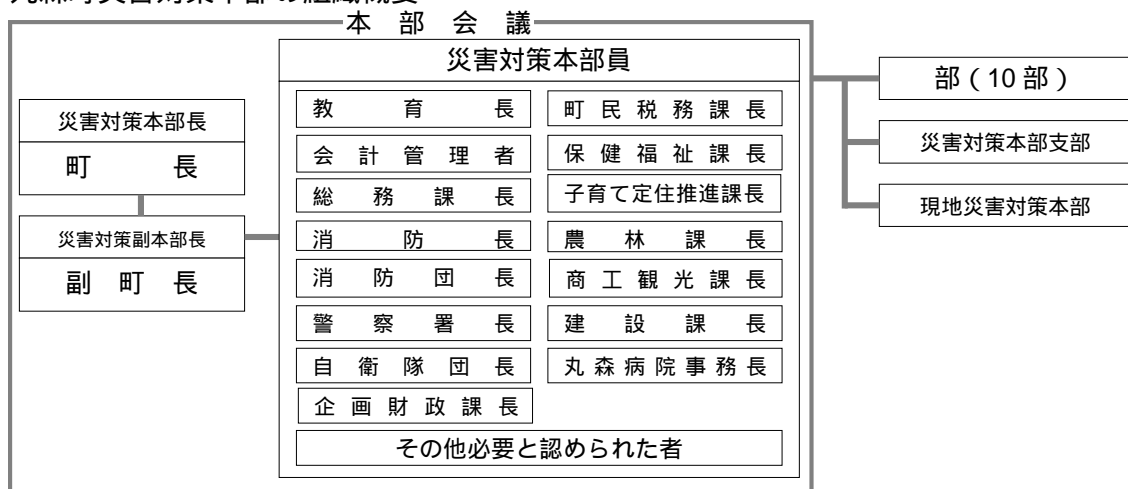 本部会議
災害対策本部員
災害対策本部長
町長
災害対策副本部長
副町長
教育長
町民税務課長
会計管理者
保健福祉課長
総務課長
子育て定住推進課長
消防長
農林課長
消防団長
商工観光課長
警察署長
建設課長
自衛隊団長
丸森病院事務長
企画財政課長
その他必要と認められた者
部(10部)
災害対策本部支部
現地災害対策本部